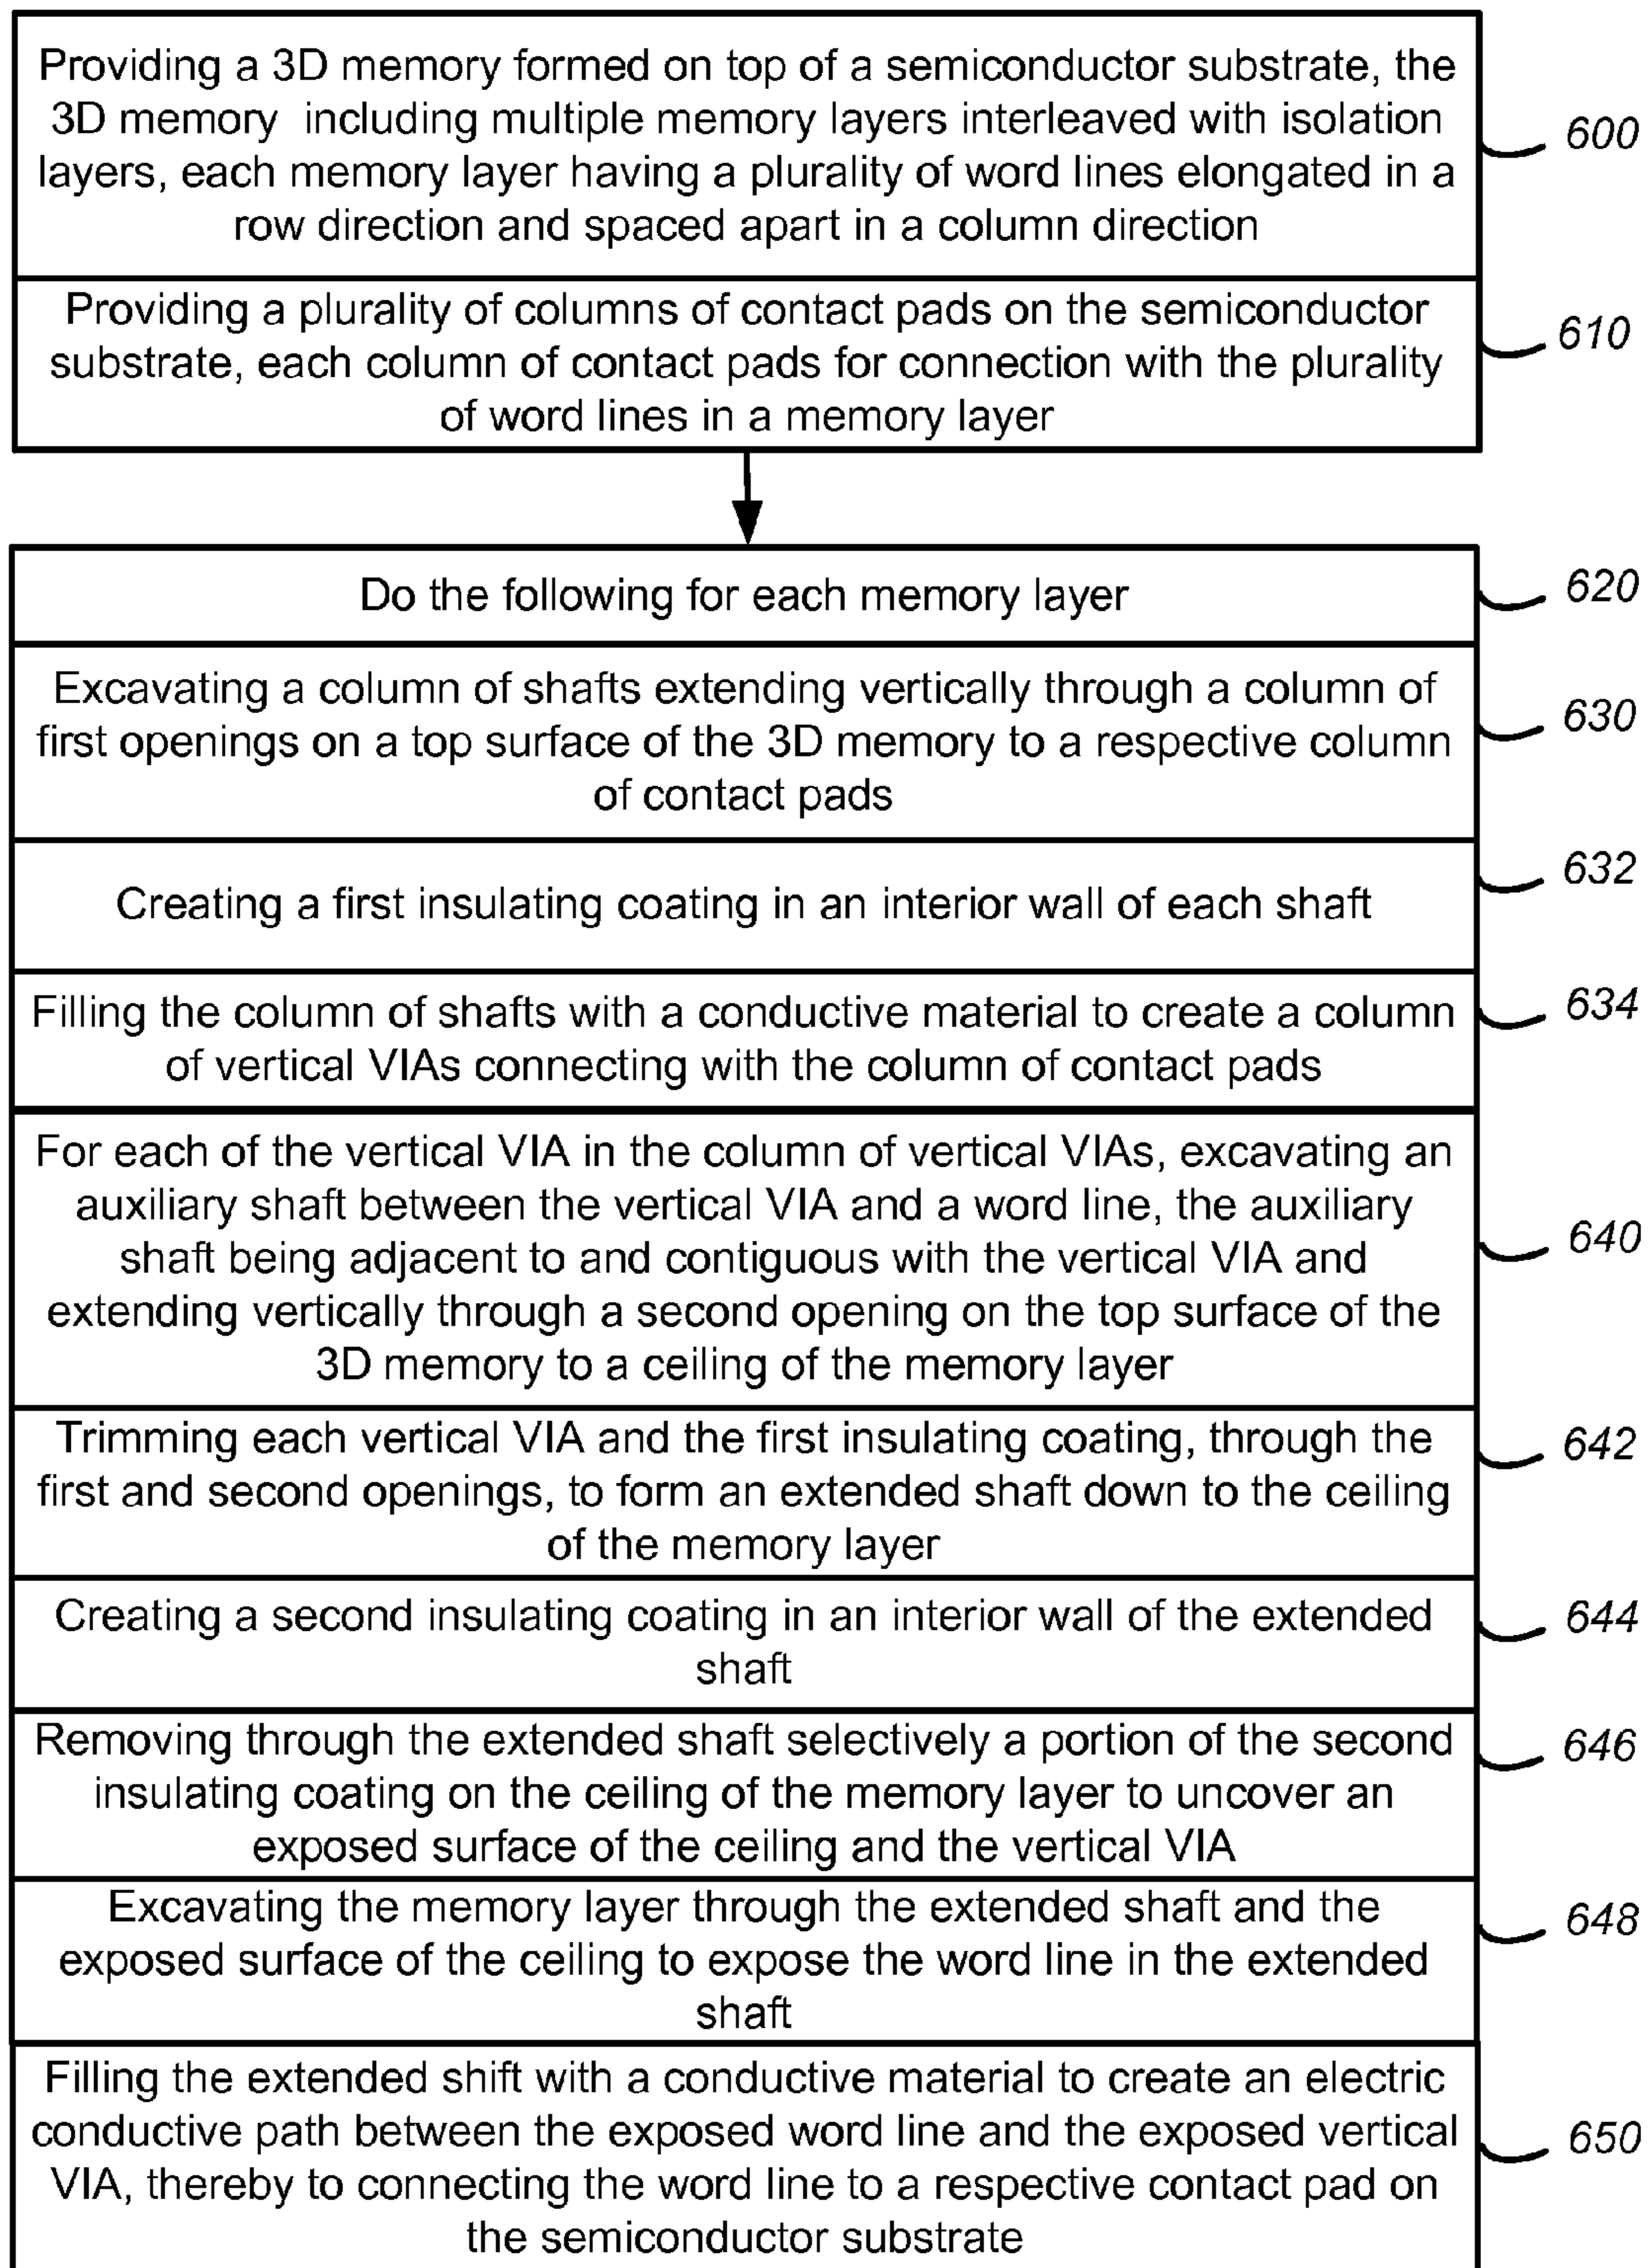 Providing a 3D memory formed on top of a semiconductor substrate, the
3D memory including multiple memory layers interleaved with isolation
layers, each memory layer having a plurality of word lines elongated in a
row direction and spaced apart in a column direction
600
Providing a plurality of columns of contact pads on the semiconductor
substrate, each column of contact pads for connection with the plurality
of word lines in a memory layer
610
Do the following for each memory layer
620
Excavating a column of shafts extending vertically through a column of
first openings on a top surface of the 3D memory to a respective column
of contact pads
630
Creating a first insulating coating in an interior wall of each shaft
632
Filling the column of shafts with a conductive material to create a column
of vertical VIAs connecting with the column of contact pads
634
For each of the vertical VIA in the column of vertical VIAs, excavating an
auxiliary shaft between the vertical VIA and a word line, the auxiliary
shaft being adjacent to and contiguous with the vertical VIA and
extending vertically through a second opening on the top surface of the
3D memory to a ceiling of the memory layer
640
Trimming each vertical VIA and the first insulating coating, through the
first and second openings, to form an extended shaft down to the ceiling
of the memory layer
642
Creating a second insulating coating in an interior wall of the extended
shaft
644
Removing through the extended shaft selectively a portion of the second
insulating coating on the ceiling of the memory layer to uncover an
exposed surface of the ceiling and the vertical VIA
646
Excavating the memory layer through the extended shaft and the
exposed surface of the ceiling to expose the word line in the extended
shaft
648
Filling the extended shift with a conductive material to create an electric
conductive path between the exposed word line and the exposed vertical
VIA, thereby to connecting the word line to a respective contact pad on
the semiconductor substrate
650